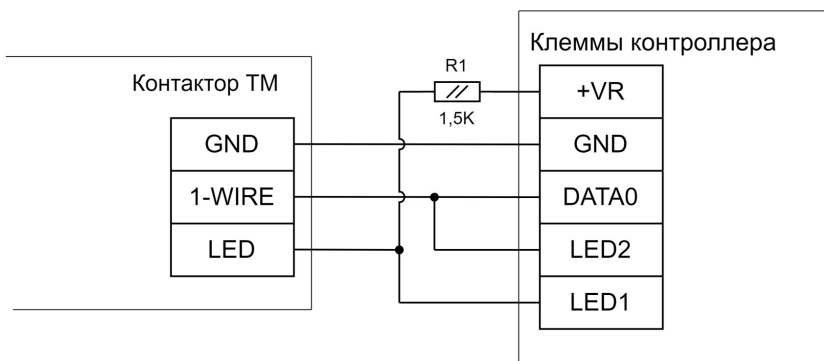 Клеммы контроллера
Контактор ТМ
R1
1,5K
+VR
GND
GND
1-WIRE
DATA0
LED
LED2
LED1